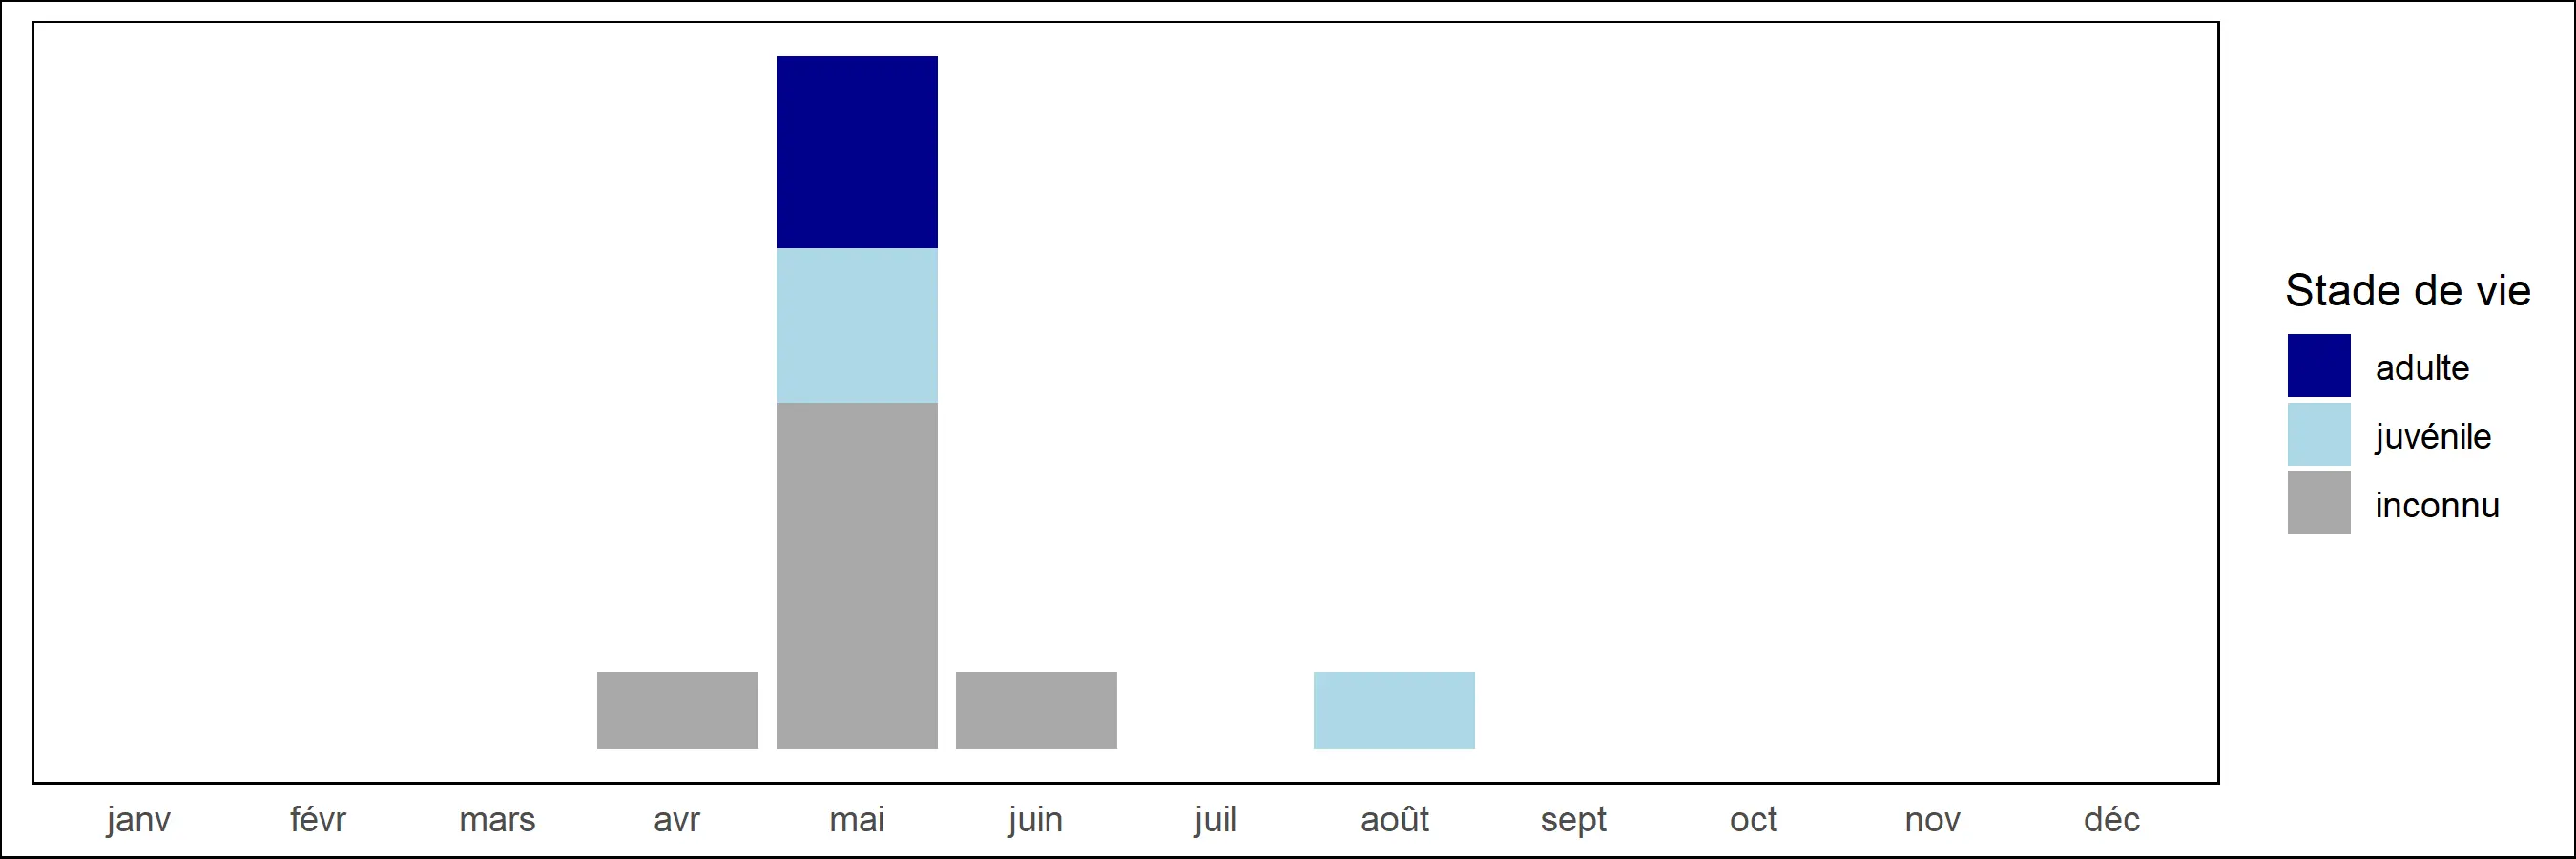 Stade de vie
adulte
juvénile
inconnu
janv févr mars avr mai juin juil août sept oct nov déc